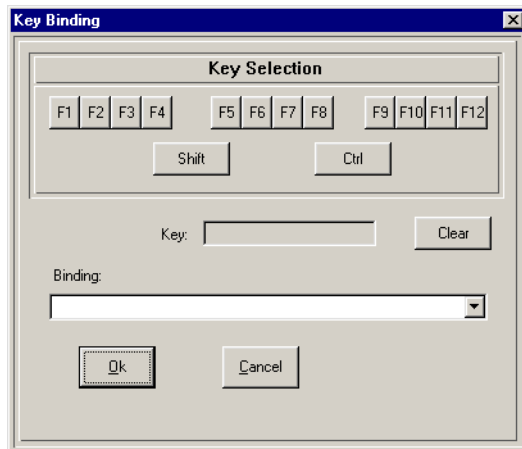 Key Binding
Key Selection
F1 F2 F3 F4 F5 F6 F7 F8 F9 F10 F11 F12
Shift Ctrl
Key: Clear
Binding:
Ok Cancel